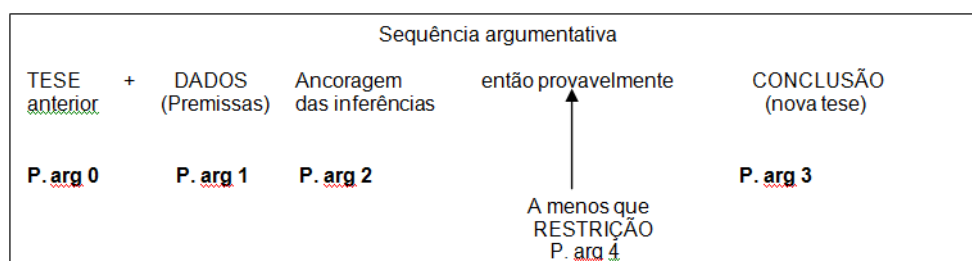 Sequência argumentativa
TESE + DADOS Ancoragem então provavelmente CONCLUSÃO
anterior (Premissas) das inferências (nova tese)
P. arg 0 P. arg 1 P. arg 2 P. arg 3
A menos que
RESTRIÇÃO
P. arg 4